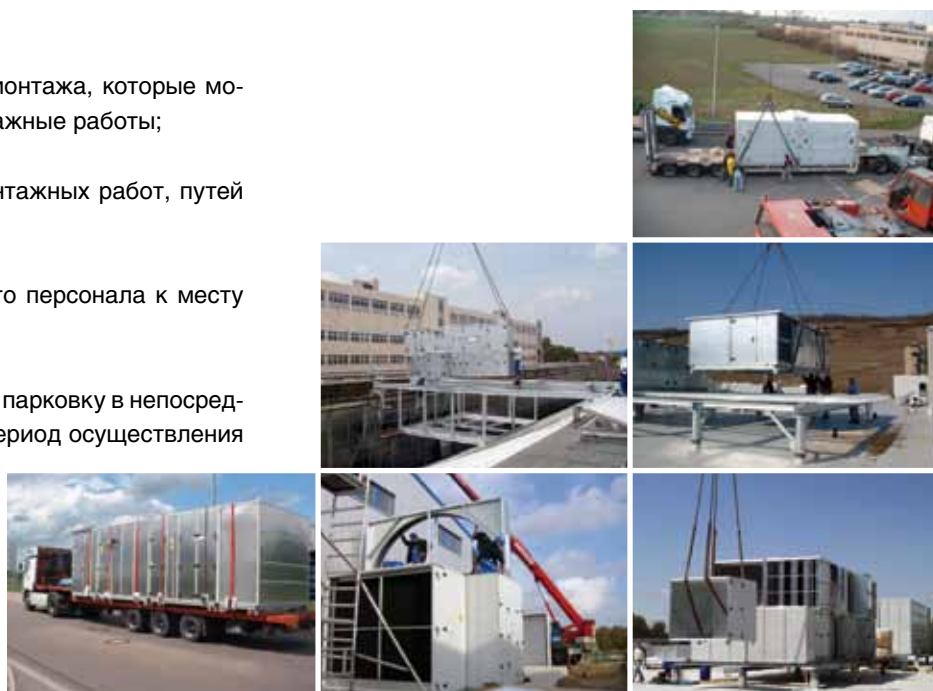 монтажа, которые мо-
ажные работы;
нтажных работ, путей
го персонала к месту
парковку в непосред-
ериод осуществления